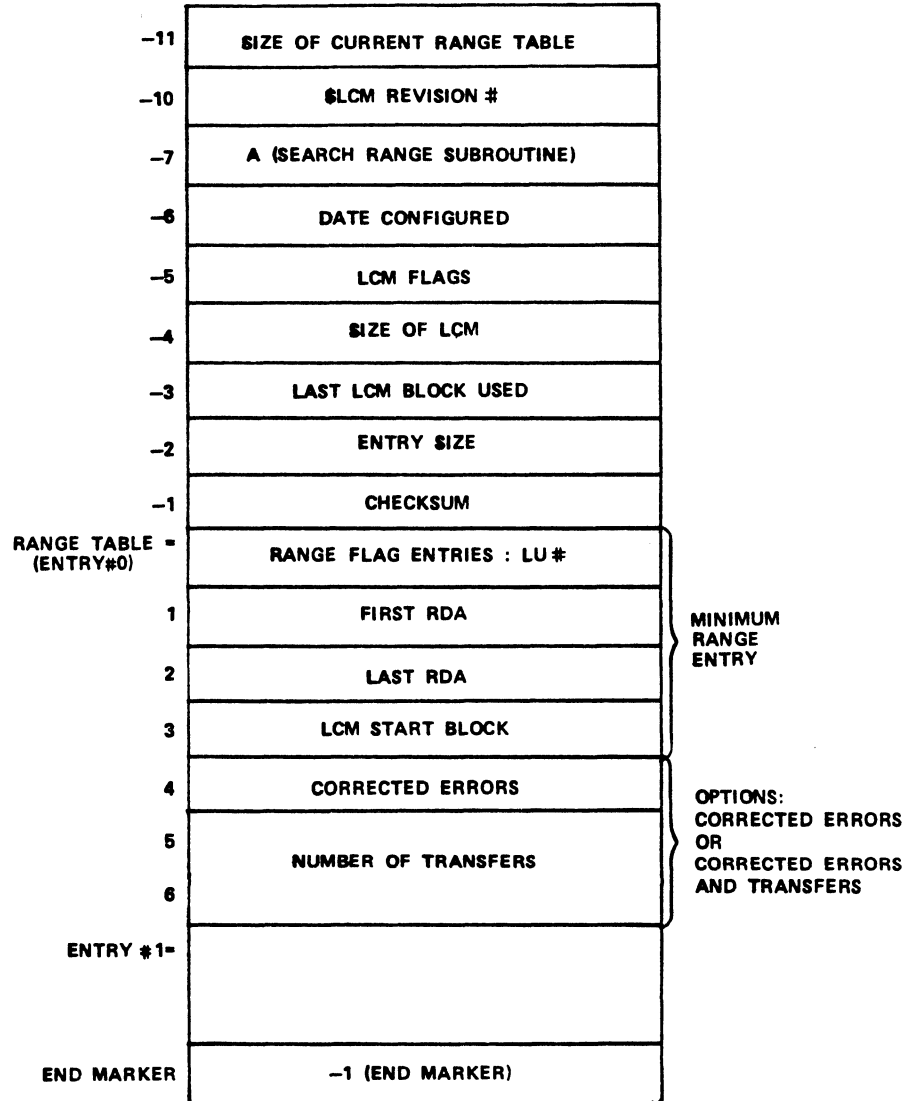 -11 SIZE OF CURRENT RANGE TABLE
-10 $LCM REVISION #
-7 A (SEARCH RANGE SUBROUTINE)
-6 DATE CONFIGURED
-5 LCM FLAGS
-4 SIZE OF LCM
-3 LAST LCM BLOCK USED
-2 ENTRY SIZE
-1 CHECKSUM
RANGE TABLE =
(ENTRY#0)
RANGE FLAG ENTRIES : LU#
1 FIRST RDA
2 LAST RDA
3 LCM START BLOCK
MINIMUM
RANGE
ENTRY
4 CORRECTED ERRORS
5
NUMBER OF TRANSFERS
6
OPTIONS:
CORRECTED ERRORS
OR
CORRECTED ERRORS
AND TRANSFERS
ENTRY #1=
END MARKER -1 (END MARKER)